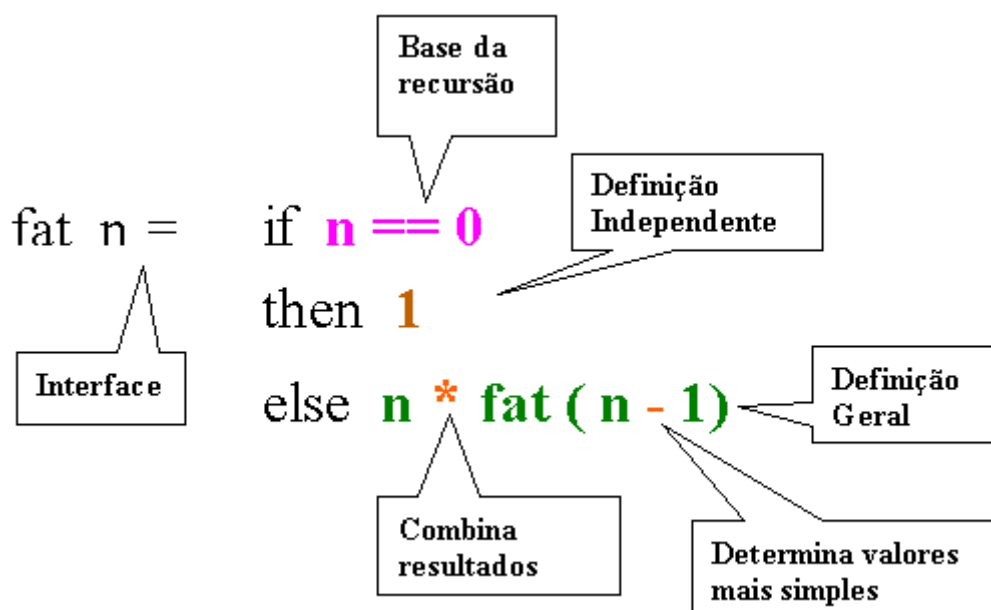 Base da
recursão
Definição
Independente
fat n = if n == 0
then 1
Interface
else n * fat ( n - 1)
Definição
Geral
Combina
resultados
Determina valores
mais simples